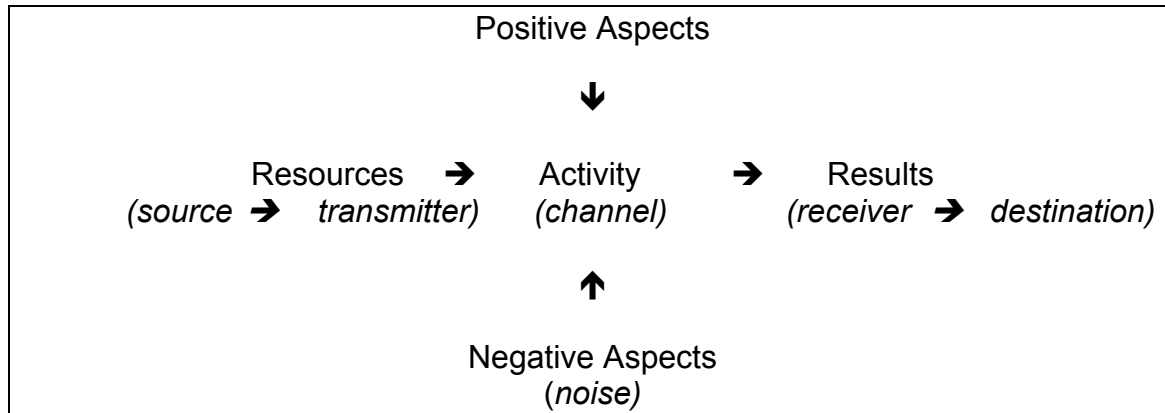 Positive Aspects
🡻
Resources 🡺 Activity 🡺 Results
(source 🡺 transmitter) (channel) (receiver 🡺 destination)
🡹
Negative Aspects
(noise)